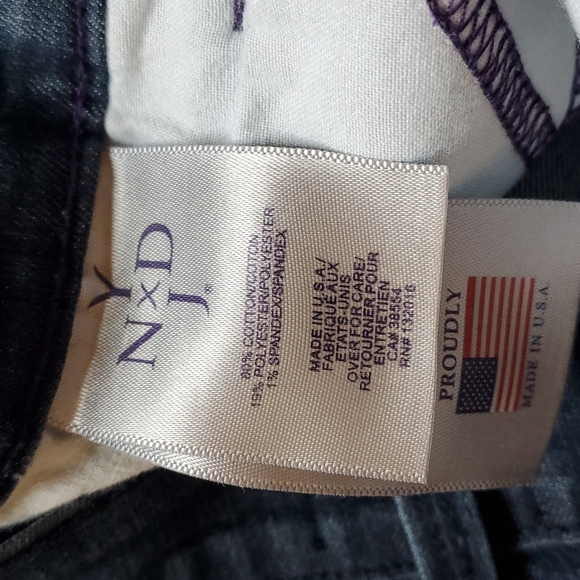 NYDJ®
80% COTTON/COTON
19% POLYESTER/POLYESTER
1% SPANDEX/SPANDEX
MADE IN U.S.A./
FABRIQUE AUX
ETATS-UNIS
OVER FOR CARE/
RETOURNER POUR
ENTRETIEN
CA# 38554
RN# 132016
PROUDLY
MADE IN U.S.A.